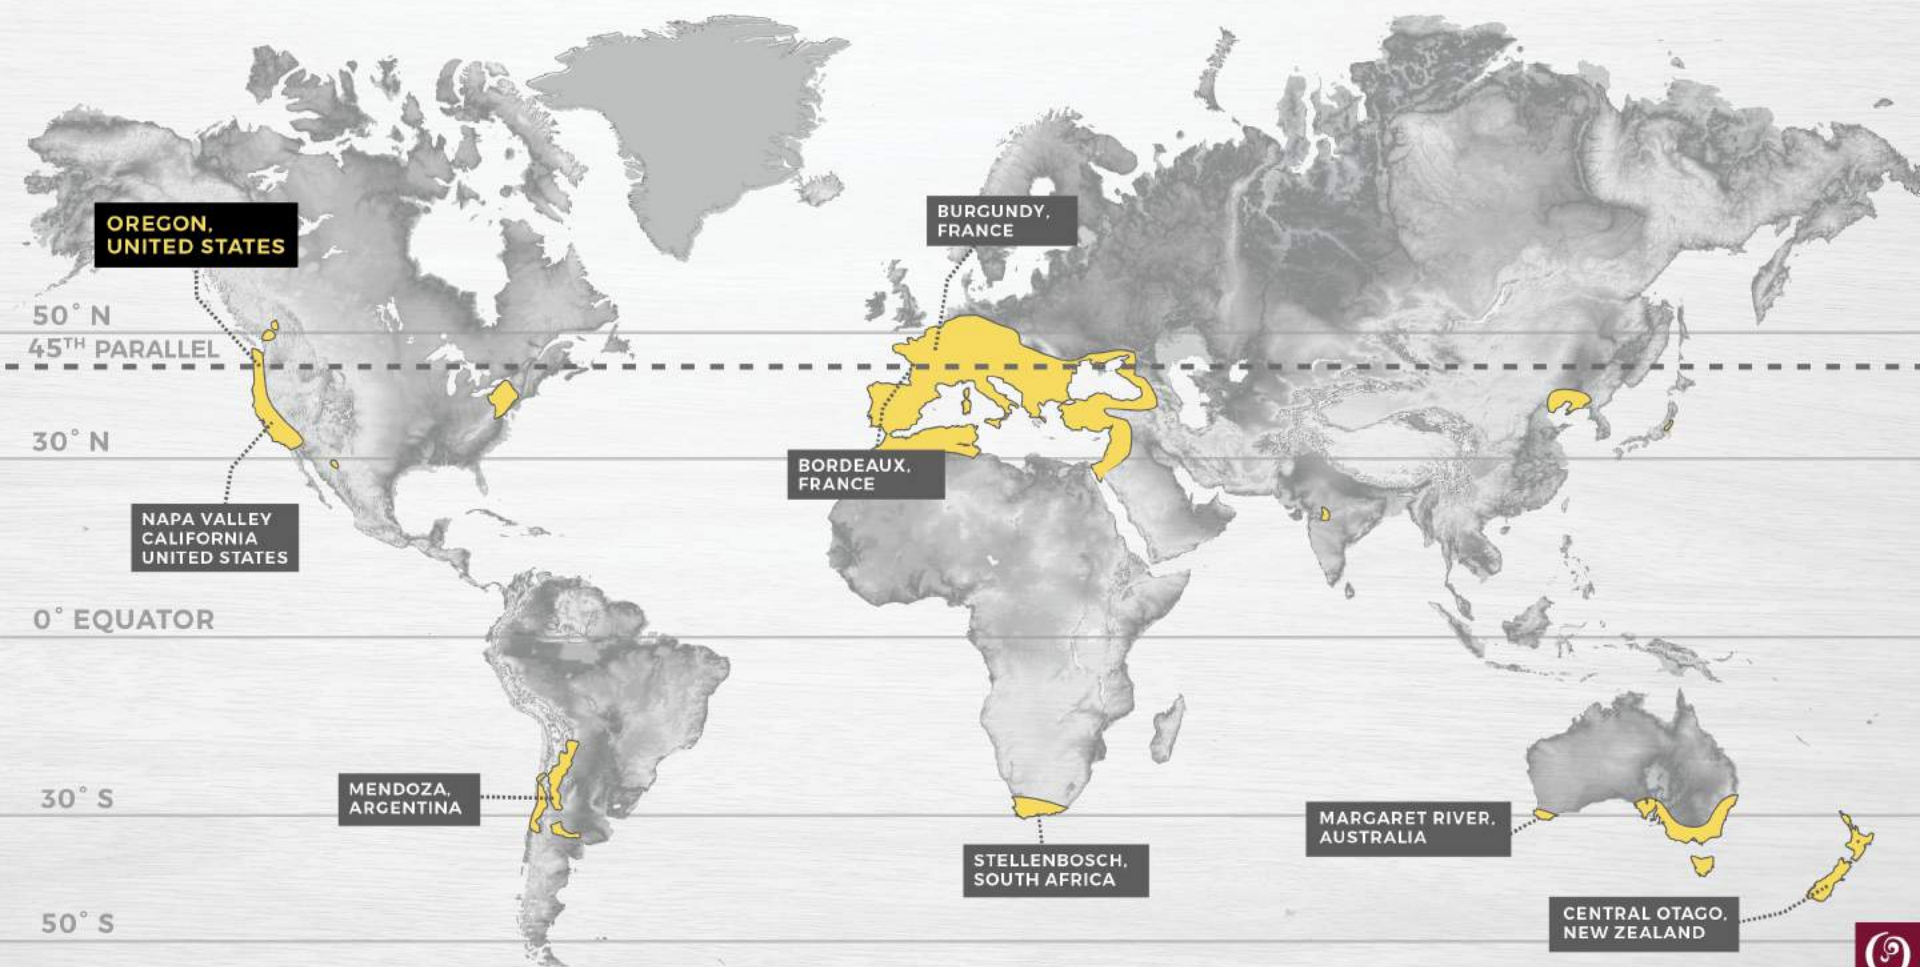 OREGON,
UNITED STATES
BURGUNDY,
FRANCE
50° N
45TH PARALLEL
30° N
BORDEAUX,
FRANCE
NAPA VALLEY
CALIFORNIA
UNITED STATES
0° EQUATOR
MENDOZA,
ARGENTINA
30° S
MARGARET RIVER,
AUSTRALIA
STELLENBOSCH,
SOUTH AFRICA
CENTRAL OTAGO,
NEW ZEALAND
50° S